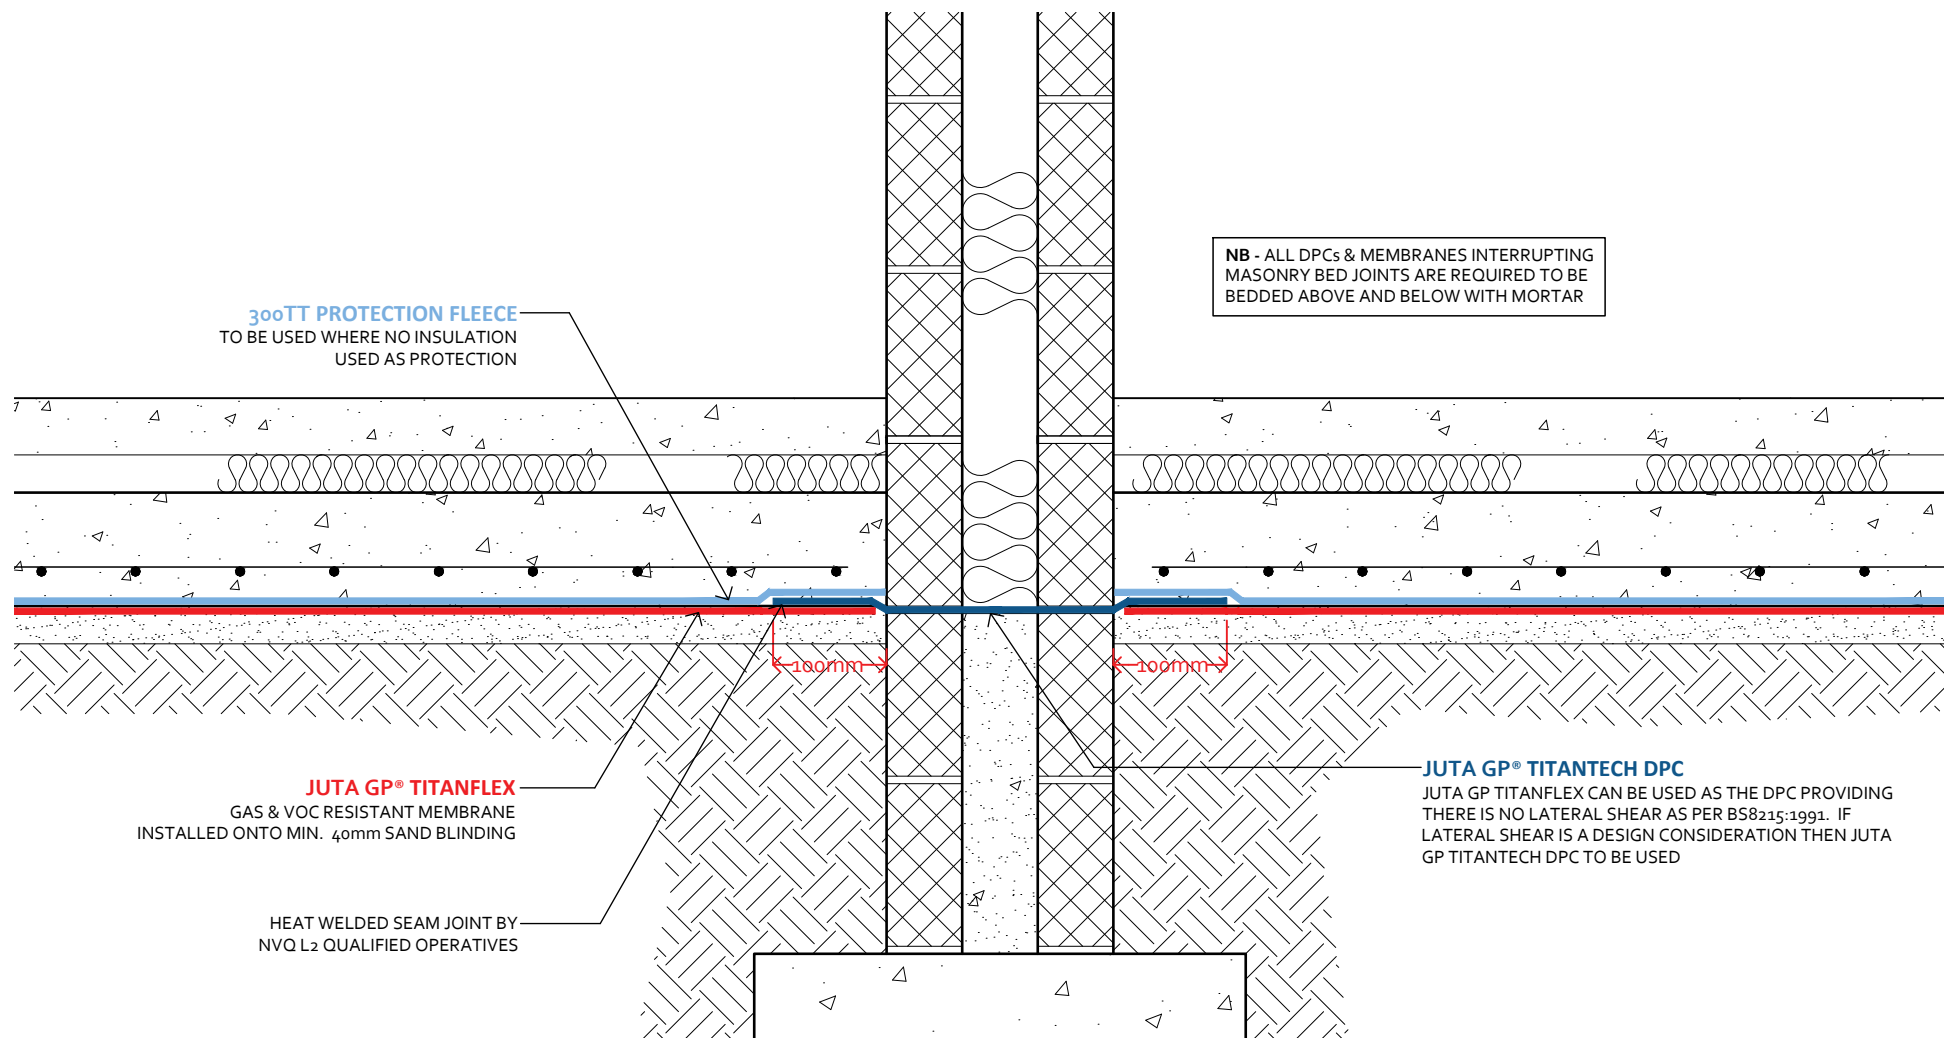 NB - ALL DPCs & MEMBRANES INTERRUPTING
MASONRY BED JOINTS ARE REQUIRED TO BE
BEDDED ABOVE AND BELOW WITH MORTAR
300TT PROTECTION FLEECE
TO BE USED WHERE NO INSULATION
USED AS PROTECTION
100mm
100mm
JUTA GP® TITANFLEX
GAS & VOC RESISTANT MEMBRANE
INSTALLED ONTO MIN. 40mm SAND BLINDING
JUTA GP® TITANTECH DPC
JUTA GP TITANFLEX CAN BE USED AS THE DPC PROVIDING
THERE IS NO LATERAL SHEAR AS PER BS8215:1991. IF
LATERAL SHEAR IS A DESIGN CONSIDERATION THEN JUTA
GP TITANTECH DPC TO BE USED
HEAT WELDED SEAM JOINT BY
NVQ L2 QUALIFIED OPERATIVES